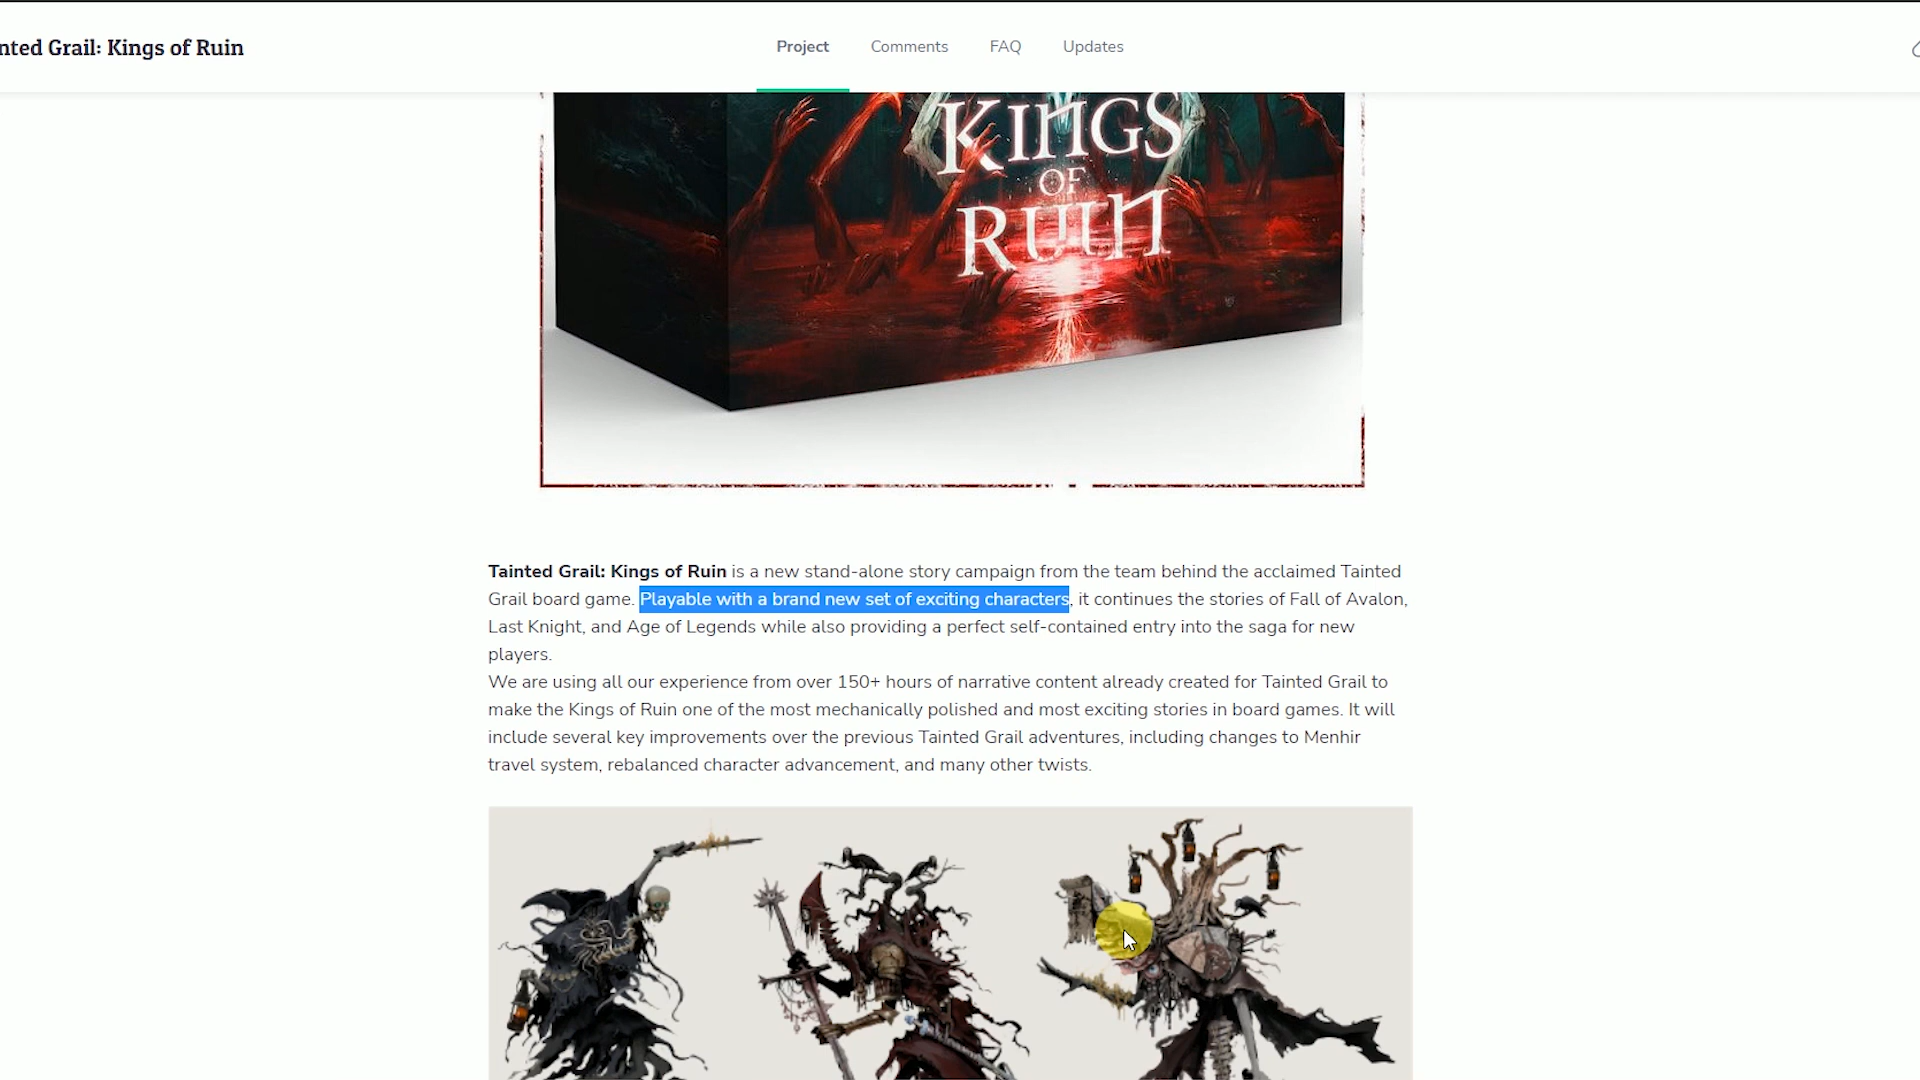 nted Grail: Kings of Ruin
Project
Comments
FAQ
Updates
KINGS
OF
RUIN
Tainted Grail: Kings of Ruin is a new stand-alone story campaign from the team behind the acclaimed Tainted
Grail board game. Playable with a brand new set of exciting characters, it continues the stories of Fall of Avalon,
Last Knight, and Age of Legends while also providing a perfect self-contained entry into the saga for new
players.
We are using all our experience from over 150+ hours of narrative content already created for Tainted Grail to
make the Kings of Ruin one of the most mechanically polished and most exciting stories in board games. It will
include several key improvements over the previous Tainted Grail adventures, including changes to Menhir
travel system, rebalanced character advancement, and many other twists.